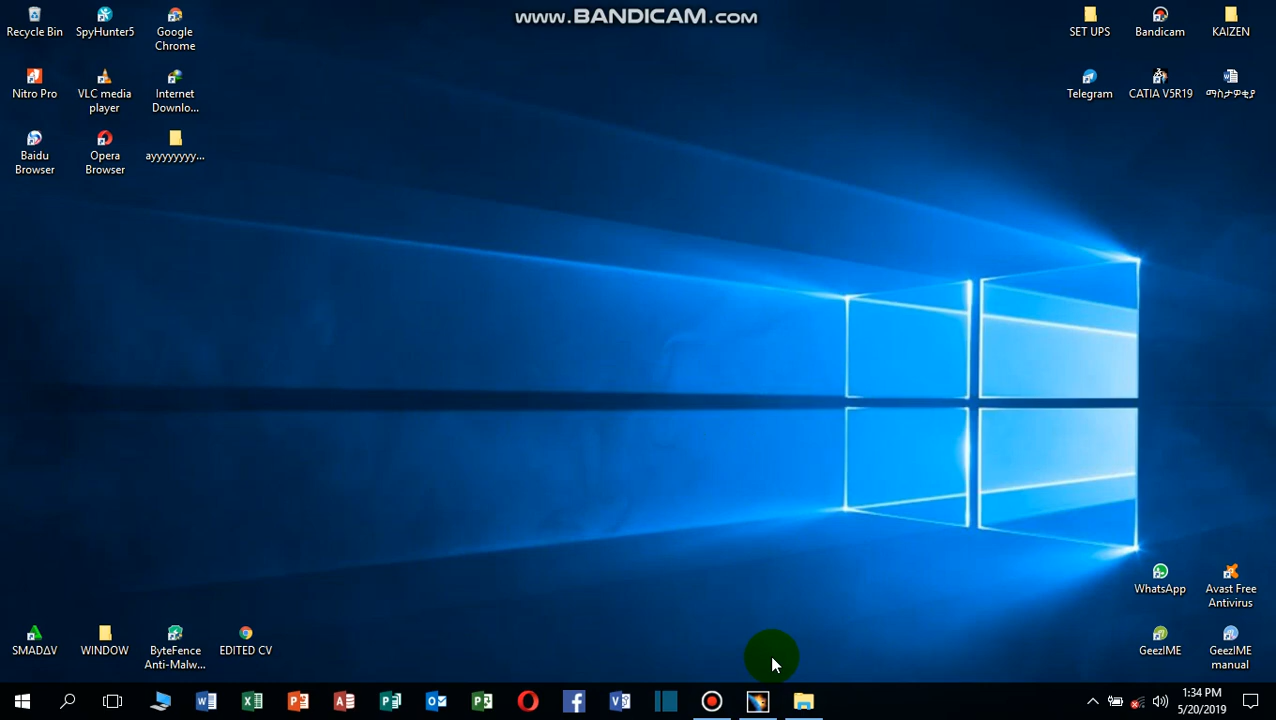 www.BANDICAM.com
Recycle Bin
SpyHunter5
Google
Chrome
SET UPS
Bandicam
KAIZEN
Nitro Pro
VLC media
player
Internet
Downlo...
Telegram
CATIA V5R19
ማስታዎቂያ
Baidu
Browser
Opera
Browser
ayyyyyyyy...
WhatsApp
Avast Free
Antivirus
SMADΔV
WINDOW
ByteFence
Anti-Malw...
EDITED CV
GeezIME
GeezIME
manual
1:34 PM
5/20/2019